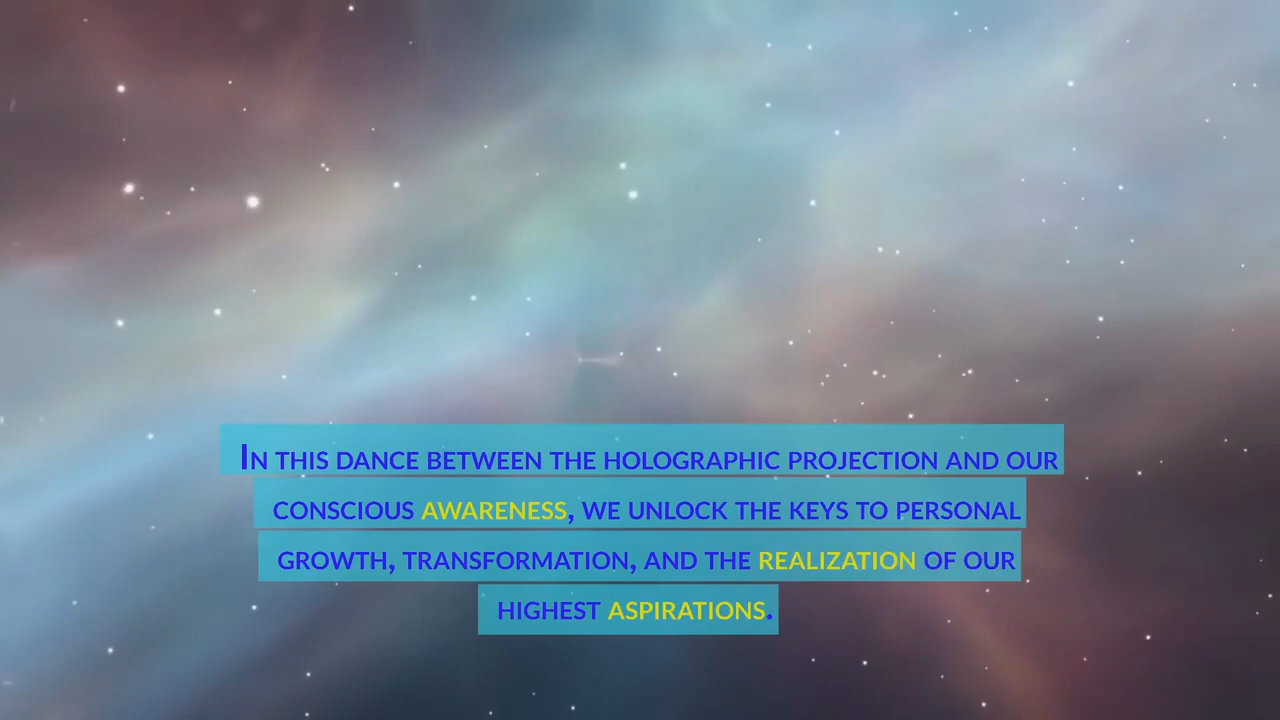 In this dance between the holographic projection and our
conscious awareness, we unlock the keys to personal
growth, transformation, and the realization of our
highest aspirations.